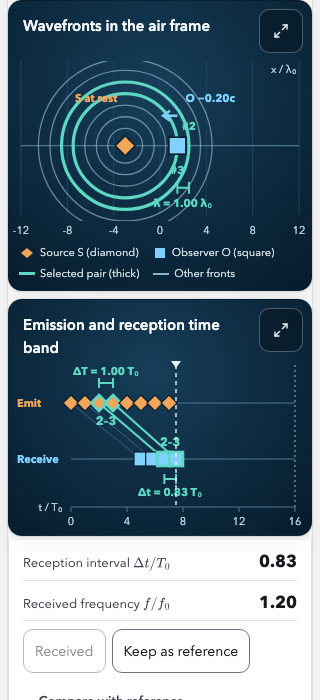 Wavefronts in the air frame
x / λ₀
S at rest
O −0.20c
#2
#3
λ = 1.00 λ₀
-12 -8 -4 0 4 8 12
Source S (diamond) Observer O (square)
Selected pair (thick) Other fronts
Emission and reception time
band
ΔT = 1.00 T₀
Emit
2-3
2-3
Receive
Δt = 0.83 T₀
t / T₀ 0 4 8 12 16
Reception interval Δt/T₀ 0.83
Received frequency f/f₀ 1.20
Received Keep as reference
Compare with reference